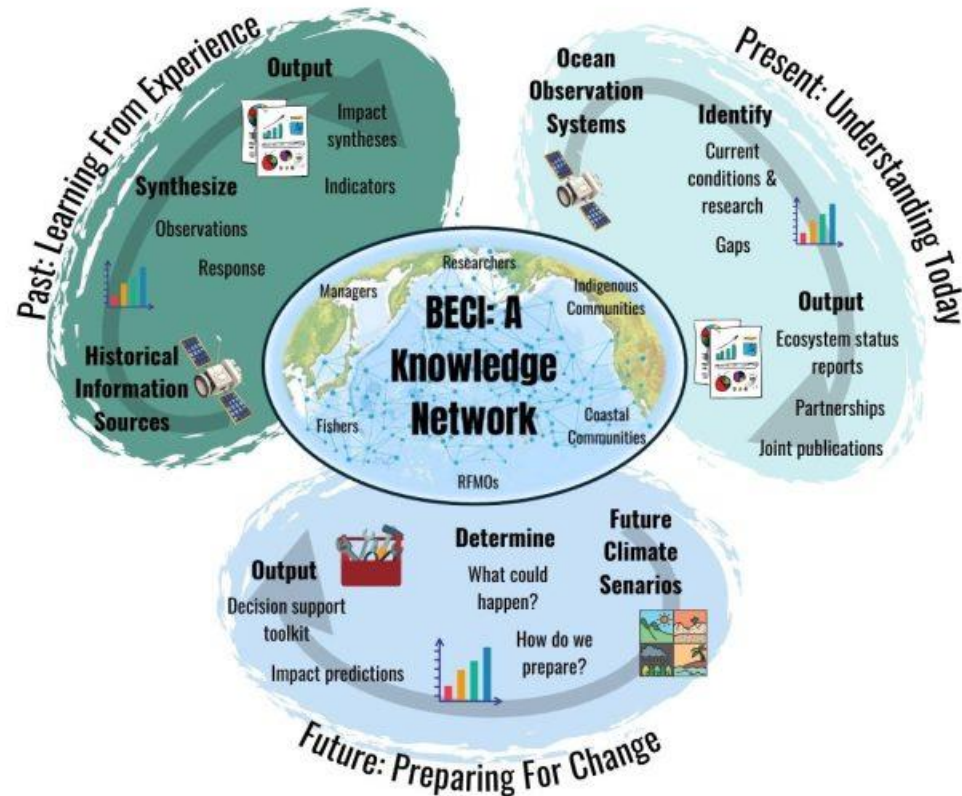 Past: Learning From Experience
Output
Impact
syntheses
Indicators
Synthesize
Observations
Response
Historical
Information
Sources
Present: Understanding Today
Ocean
Observation
Systems
Identify
Current
conditions &
research
Gaps
Output
Ecosystem status
reports
Partnerships
Joint publications
Researchers
Managers
Indigenous
Communities
BECI: A
Knowledge
Network
Fishers
Coastal
Communities
RFMOs
Future
Climate
Senarios
Determine
What could
happen?
How do we
prepare?
Output
Decision support
toolkit
Impact predictions
Future: Preparing For Change